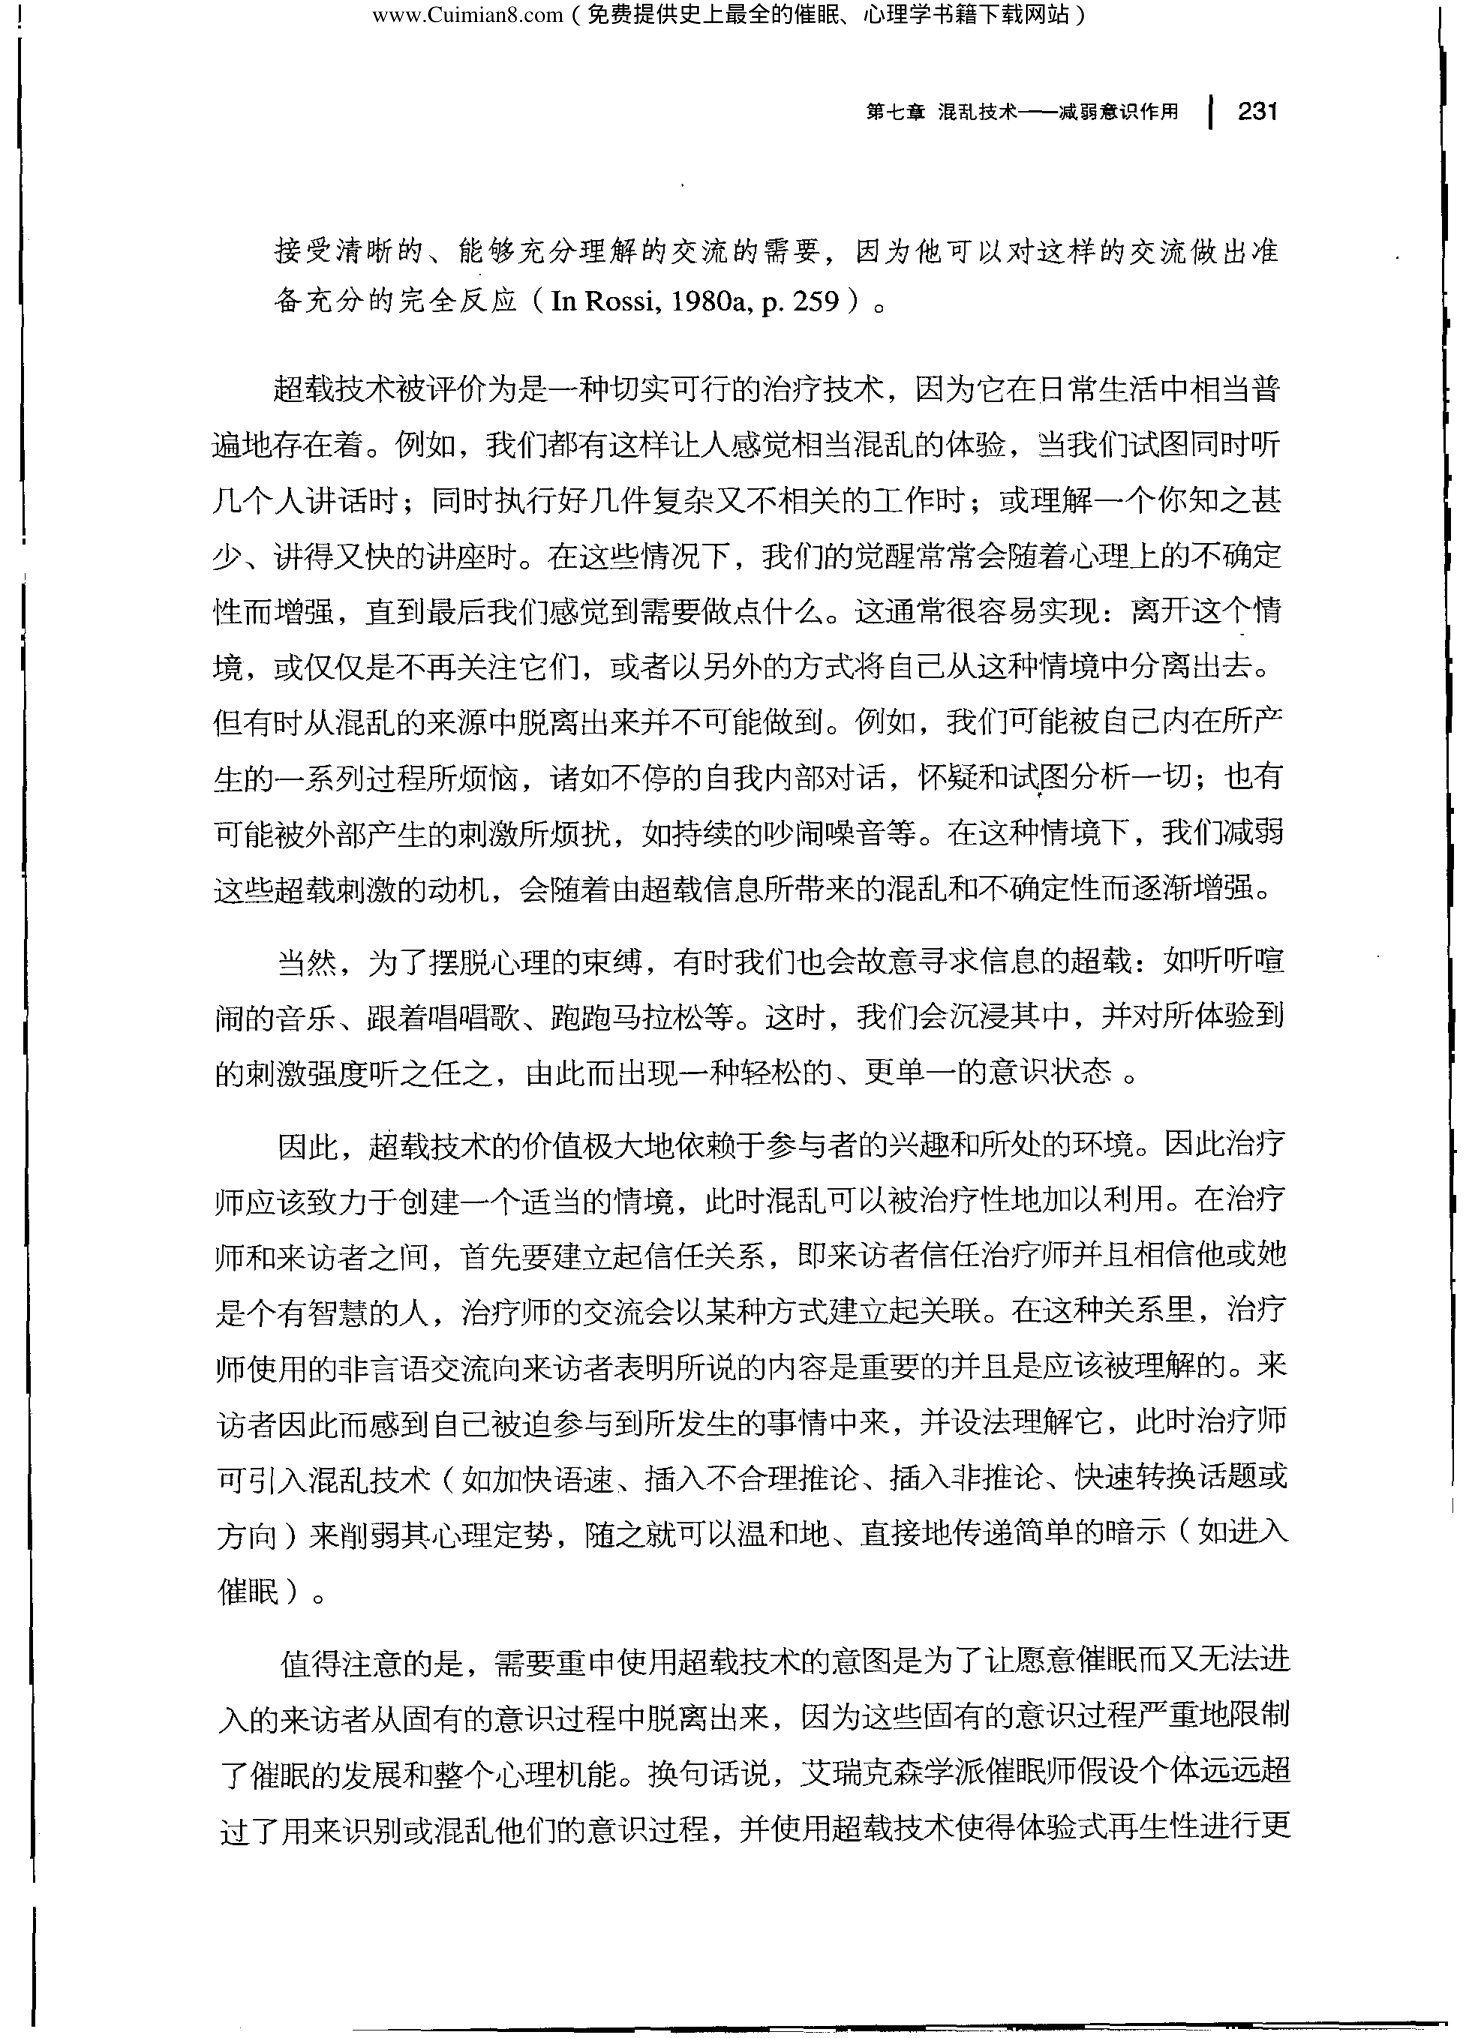 www.Cuimian8.com（免费提供史上最全的催眠、心理学书籍下载网站）
第七章 混乱技术——减弱意识作用 231
接受清晰的、能够充分理解的交流的需要，因为他可以对这样的交流做出准
备充分的完全反应（In Rossi, 1980a, p. 259）。
超载技术被评价为是一种切实可行的治疗技术，因为它在日常生活中相当普
遍地存在着。例如，我们都有这样让人感觉相当混乱的体验，当我们试图同时听
几个人讲话时；同时执行好几件复杂又不相关的工作时；或理解一个你知之甚
少、讲得又快的讲座时。在这些情况下，我们的觉醒常常会随着心理上的不确定
性而增强，直到最后我们感觉到需要做点什么。这通常很容易实现：离开这个情
境，或仅仅是不再关注它们，或者以另外的方式将自己从这种情境中分离出去。
但有时从混乱的来源中脱离出来并不可能做到。例如，我们可能被自己内在所产
生的一系列过程所烦恼，诸如不停的自我内部对话，怀疑和试图分析一切；也有
可能被外部产生的刺激所烦扰，如持续的吵闹噪音等。在这种情境下，我们减弱
这些超载刺激的动机，会随着由超载信息所带来的混乱和不确定性而逐渐增强。
当然，为了摆脱心理的束缚，有时我们也会故意寻求信息的超载：如听听喧
闹的音乐、跟着唱唱歌、跑跑马拉松等。这时，我们会沉浸其中，并对所体验到
的刺激强度听之任之，由此而出现一种轻松的、更单一的意识状态 。
因此，超载技术的价值极大地依赖于参与者的兴趣和所处的环境。因此治疗
师应该致力于创建一个适当的情境，此时混乱可以被治疗性地加以利用。在治疗
师和来访者之间，首先要建立起信任关系，即来访者信任治疗师并且相信他或她
是个有智慧的人，治疗师的交流会以某种方式建立起关联。在这种关系里，治疗
师使用的非言语交流向来访者表明所说的内容是重要的并且是应该被理解的。来
访者因此而感到自己被迫参与到所发生的事情中来，并设法理解它，此时治疗师
可引入混乱技术（如加快语速、插入不合理推论、插入非推论、快速转换话题或
方向）来削弱其心理定势，随之就可以温和地、直接地传递简单的暗示（如进入
催眠）。
值得注意的是，需要重申使用超载技术的意图是为了让愿意催眠而又无法进
入的来访者从固有的意识过程中脱离出来，因为这些固有的意识过程严重地限制
了催眠的发展和整个心理机能。换句话说，艾瑞克森学派催眠师假设个体远远超
过了用来识别或混乱他们的意识过程，并使用超载技术使得体验式再生性进行更